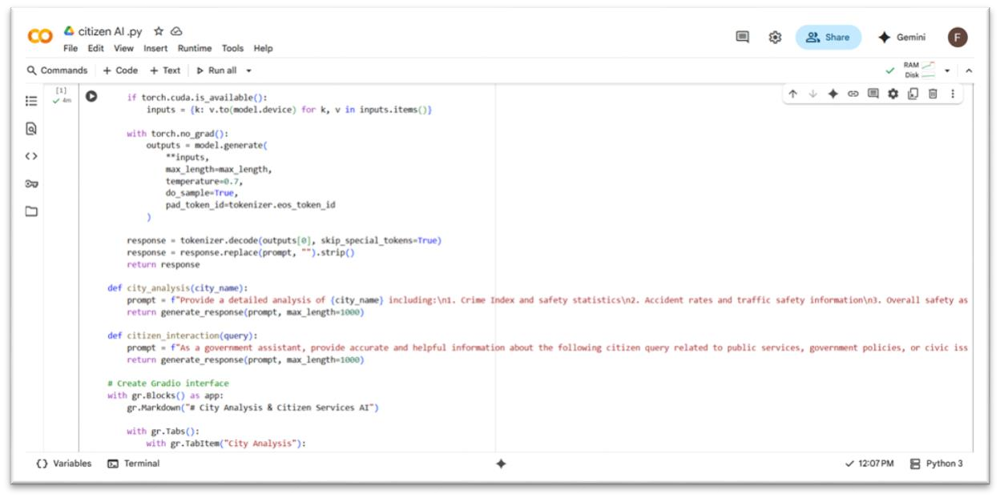 citizen AI .py
File Edit View Insert Runtime Tools Help
Share
Gemini
F
Commands + Code + Text Run all
RAM
Disk
[1]
4m
if torch.cuda.is_available():
inputs = {k: v.to(model.device) for k, v in inputs.items()}
with torch.no_grad():
outputs = model.generate(
**inputs,
max_length=max_length,
temperature=0.7,
do_sample=True,
pad_token_id=tokenizer.eos_token_id
)
response = tokenizer.decode(outputs[0], skip_special_tokens=True)
response = response.replace(prompt, "").strip()
return response
def city_analysis(city_name):
prompt = f"Provide a detailed analysis of {city_name} including:\n1. Crime Index and safety statistics\n2. Accident rates and traffic safety information\n3. Overall safety as
return generate_response(prompt, max_length=1000)
def citizen_interaction(query):
prompt = f"As a government assistant, provide accurate and helpful information about the following citizen query related to public services, government policies, or civic iss
return generate_response(prompt, max_length=1000)
# Create Gradio interface
with gr.Blocks() as app:
gr.Markdown("# City Analysis & Citizen Services AI")
with gr.Tabs():
with gr.TabItem("City Analysis"):
Variables Terminal
12:07 PM Python 3